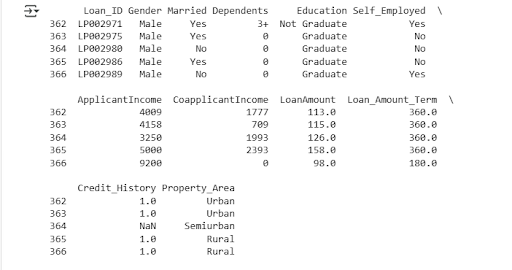 Loan_ID Gender Married Dependents Education Self_Employed \
362 LP002971 Male Yes 3+ Not Graduate Yes
363 LP002975 Male Yes 0 Graduate No
364 LP002980 Male No 0 Graduate No
365 LP002986 Male Yes 0 Graduate No
366 LP002989 Male No 0 Graduate Yes
ApplicantIncome CoapplicantIncome LoanAmount Loan_Amount_Term \
362 4009 1777 113.0 360.0
363 4158 709 115.0 360.0
364 3250 1993 126.0 360.0
365 5000 2393 158.0 360.0
366 9200 0 98.0 180.0
Credit_History Property_Area
362 1.0 Urban
363 1.0 Urban
364 NaN Semiurban
365 1.0 Rural
366 1.0 Rural